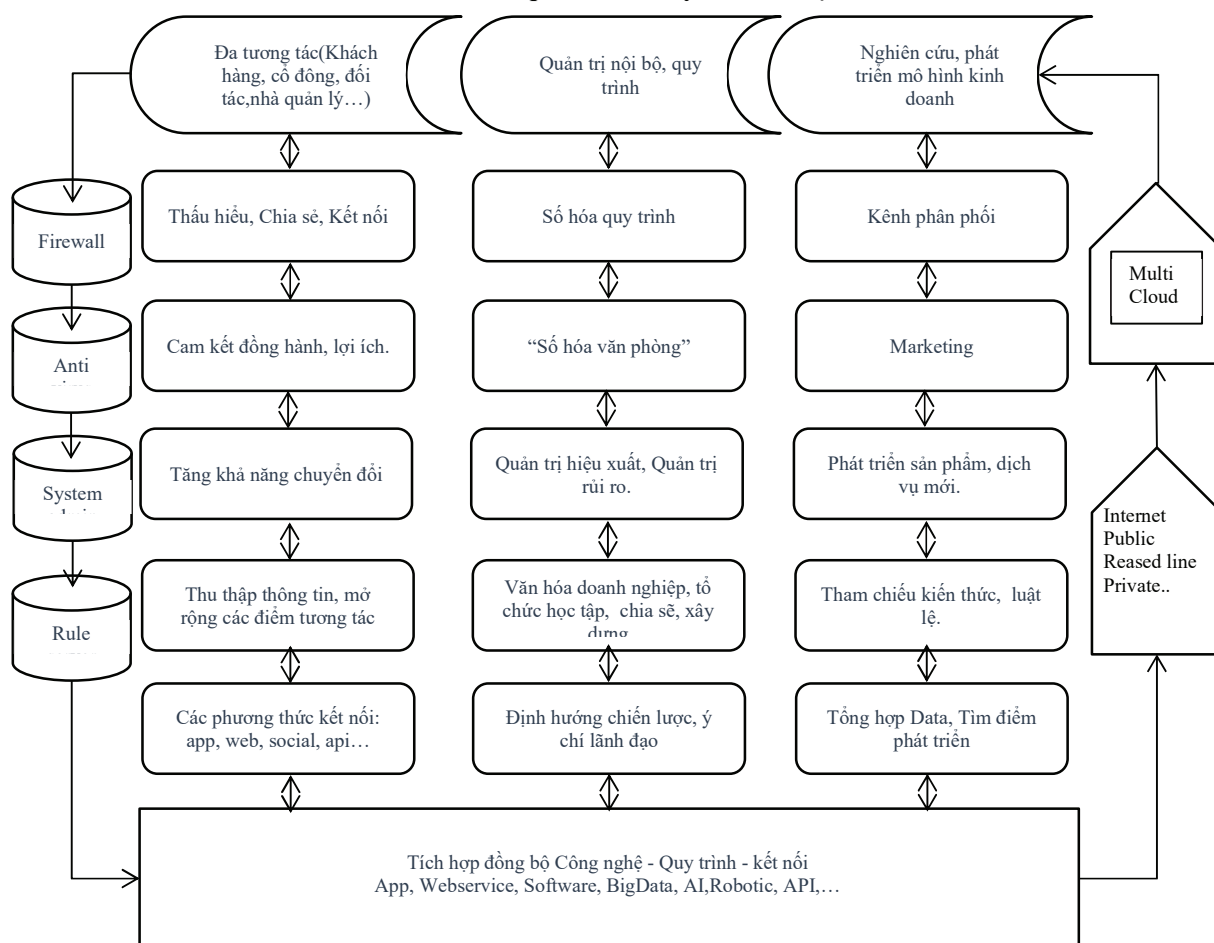 Đa tương tác(Khách
hàng, cổ đông, đối
tác,nhà quản lý…)
Quản trị nội bộ, quy
trình
Nghiên cứu, phát
triển mô hình kinh
doanh
Firewall
Thấu hiểu, Chia sẻ, Kết nối
Số hóa quy trình
Kênh phân phối
Multi
Cloud
Anti
Cam kết đồng hành, lợi ích.
“Số hóa văn phòng”
Marketing
System
Tăng khả năng chuyển đổi
Quản trị hiệu xuất, Quản trị
rủi ro.
Phát triển sản phẩm, dịch
vụ mới.
Internet
Public
Reased line
Private..
Rule
Thu thập thông tin, mở
rộng các điểm tương tác
Văn hóa doanh nghiệp, tổ
chức học tập, chia sẽ, xây
Tham chiếu kiến thức, luật
lệ.
Các phương thức kết nối:
app, web, social, api…
Định hướng chiến lược, ý
chí lãnh đạo
Tổng hợp Data, Tìm điểm
phát triển
Tích hợp đồng bộ Công nghệ - Quy trình - kết nối
App, Webservice, Software, BigData, AI,Robotic, API,…